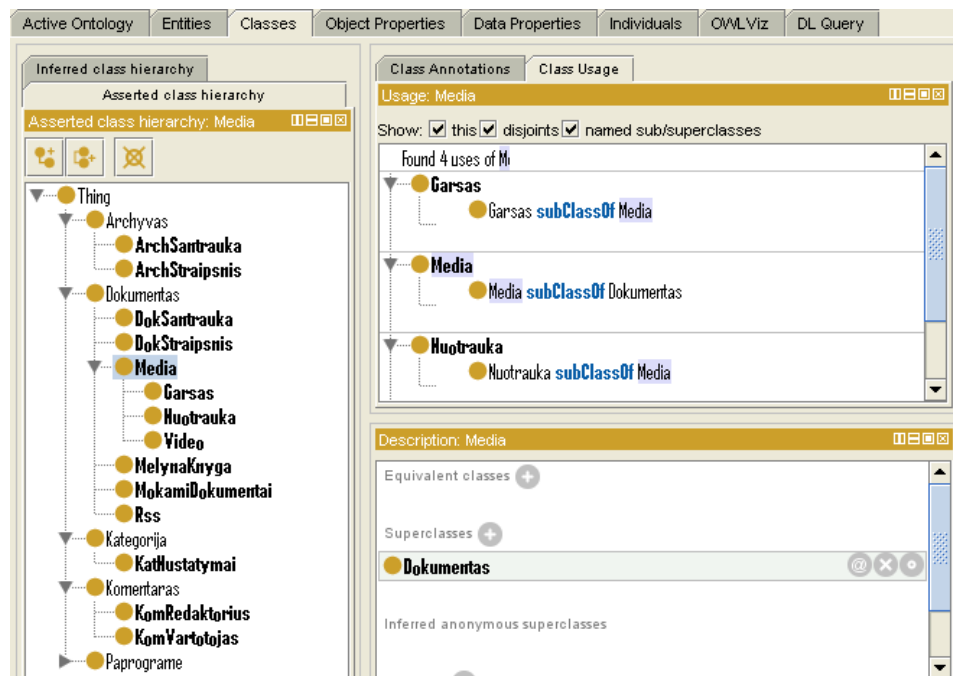 Active Ontology Entities Classes Object Properties Data Properties Individuals OWLViz DL Query
Inferred class hierarchy
Asserted class hierarchy
Asserted class hierarchy: Media
Thing
Archyvas
ArchSantrauka
ArchStraipsnis
Dokumentas
DokSantrauka
DokStraipsnis
Media
Garsas
Nuotrauka
Video
MelynaKnyga
MokamiDokumentai
Rss
Kategorija
KatNustatymai
Komentaras
KomRedaktorius
KomVartotojas
Paprograme
Class Annotations Class Usage
Usage: Media
Show: this disjoints named sub/superclasses
Found 4 uses of M
Garsas
Garsas subClassOf Media
Media
Media subClassOf Dokumentas
Nuotrauka
Nuotrauka subClassOf Media
Description: Media
Equivalent classes
Superclasses
Dokumentas
Inferred anonymous superclasses